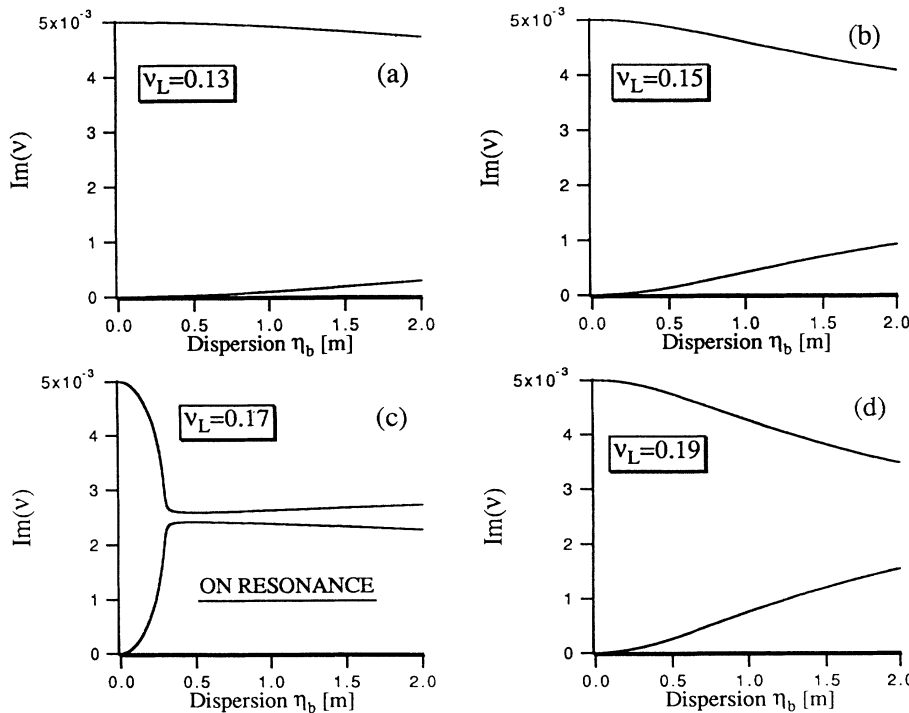 5x10⁻³
4
3
2
1
0
Im(ν)
0.0 0.5 1.0 1.5 2.0
Dispersion η_b [m]
ν_L=0.13
(a)
5x10⁻³
4
3
2
1
0
Im(ν)
0.0 0.5 1.0 1.5 2.0
Dispersion η_b [m]
ν_L=0.15
(b)
5x10⁻³
4
3
2
1
0
Im(ν)
0.0 0.5 1.0 1.5 2.0
Dispersion η_b [m]
ν_L=0.17
(c)
ON RESONANCE
5x10⁻³
4
3
2
1
0
Im(ν)
0.0 0.5 1.0 1.5 2.0
Dispersion η_b [m]
ν_L=0.19
(d)